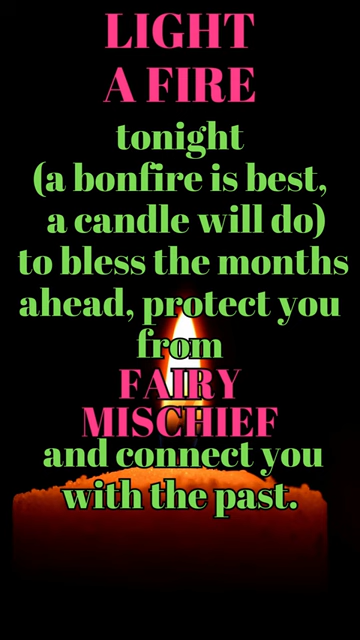 LIGHT
A FIRE
tonight
(a bonfire is best,
a candle will do)
to bless the months
ahead, protect you
from
FAIRY
MISCHIEF
and connect you
with the past.